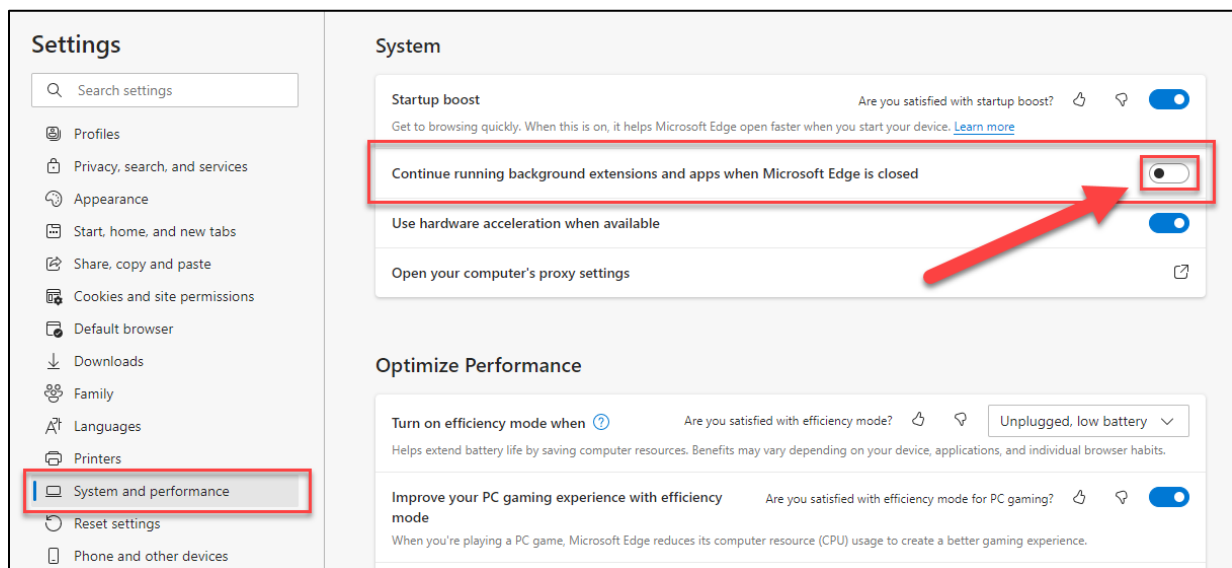 Settings
Search settings
Profiles
Privacy, search, and services
Appearance
Start, home, and new tabs
Share, copy and paste
Cookies and site permissions
Default browser
Downloads
Family
Languages
Printers
System and performance
Reset settings
Phone and other devices
System
Startup boost
Are you satisfied with startup boost?
Get to browsing quickly. When this is on, it helps Microsoft Edge open faster when you start your device. Learn more
Continue running background extensions and apps when Microsoft Edge is closed
Use hardware acceleration when available
Open your computer's proxy settings
Optimize Performance
Turn on efficiency mode when
Are you satisfied with efficiency mode?
Unplugged, low battery
Helps extend battery life by saving computer resources. Benefits may vary depending on your device, applications, and individual browser habits.
Improve your PC gaming experience with efficiency
mode
Are you satisfied with efficiency mode for PC gaming?
When you're playing a PC game, Microsoft Edge reduces its computer resource (CPU) usage to create a better gaming experience.